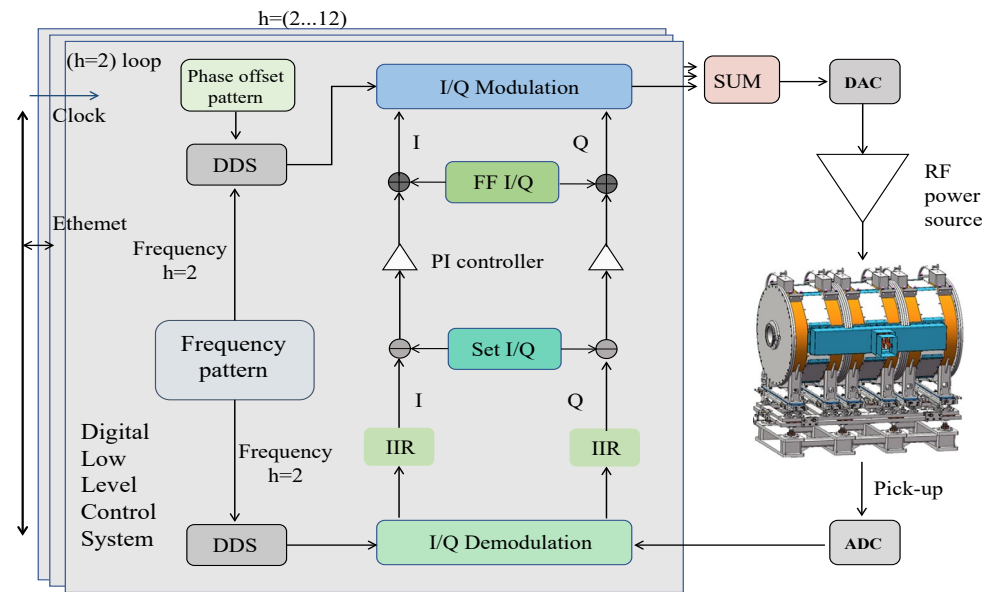 h=(2...12)
(h=2) loop
Clock
Ethemet
Phase offset
pattern
DDS
Frequency
h=2
Frequency
pattern
Frequency
h=2
DDS
Digital
Low
Level
Control
System
I/Q Modulation
I
Q
FF I/Q
PI controller
Set I/Q
I
Q
IIR
IIR
I/Q Demodulation
SUM
DAC
RF
power
source
Pick-up
ADC